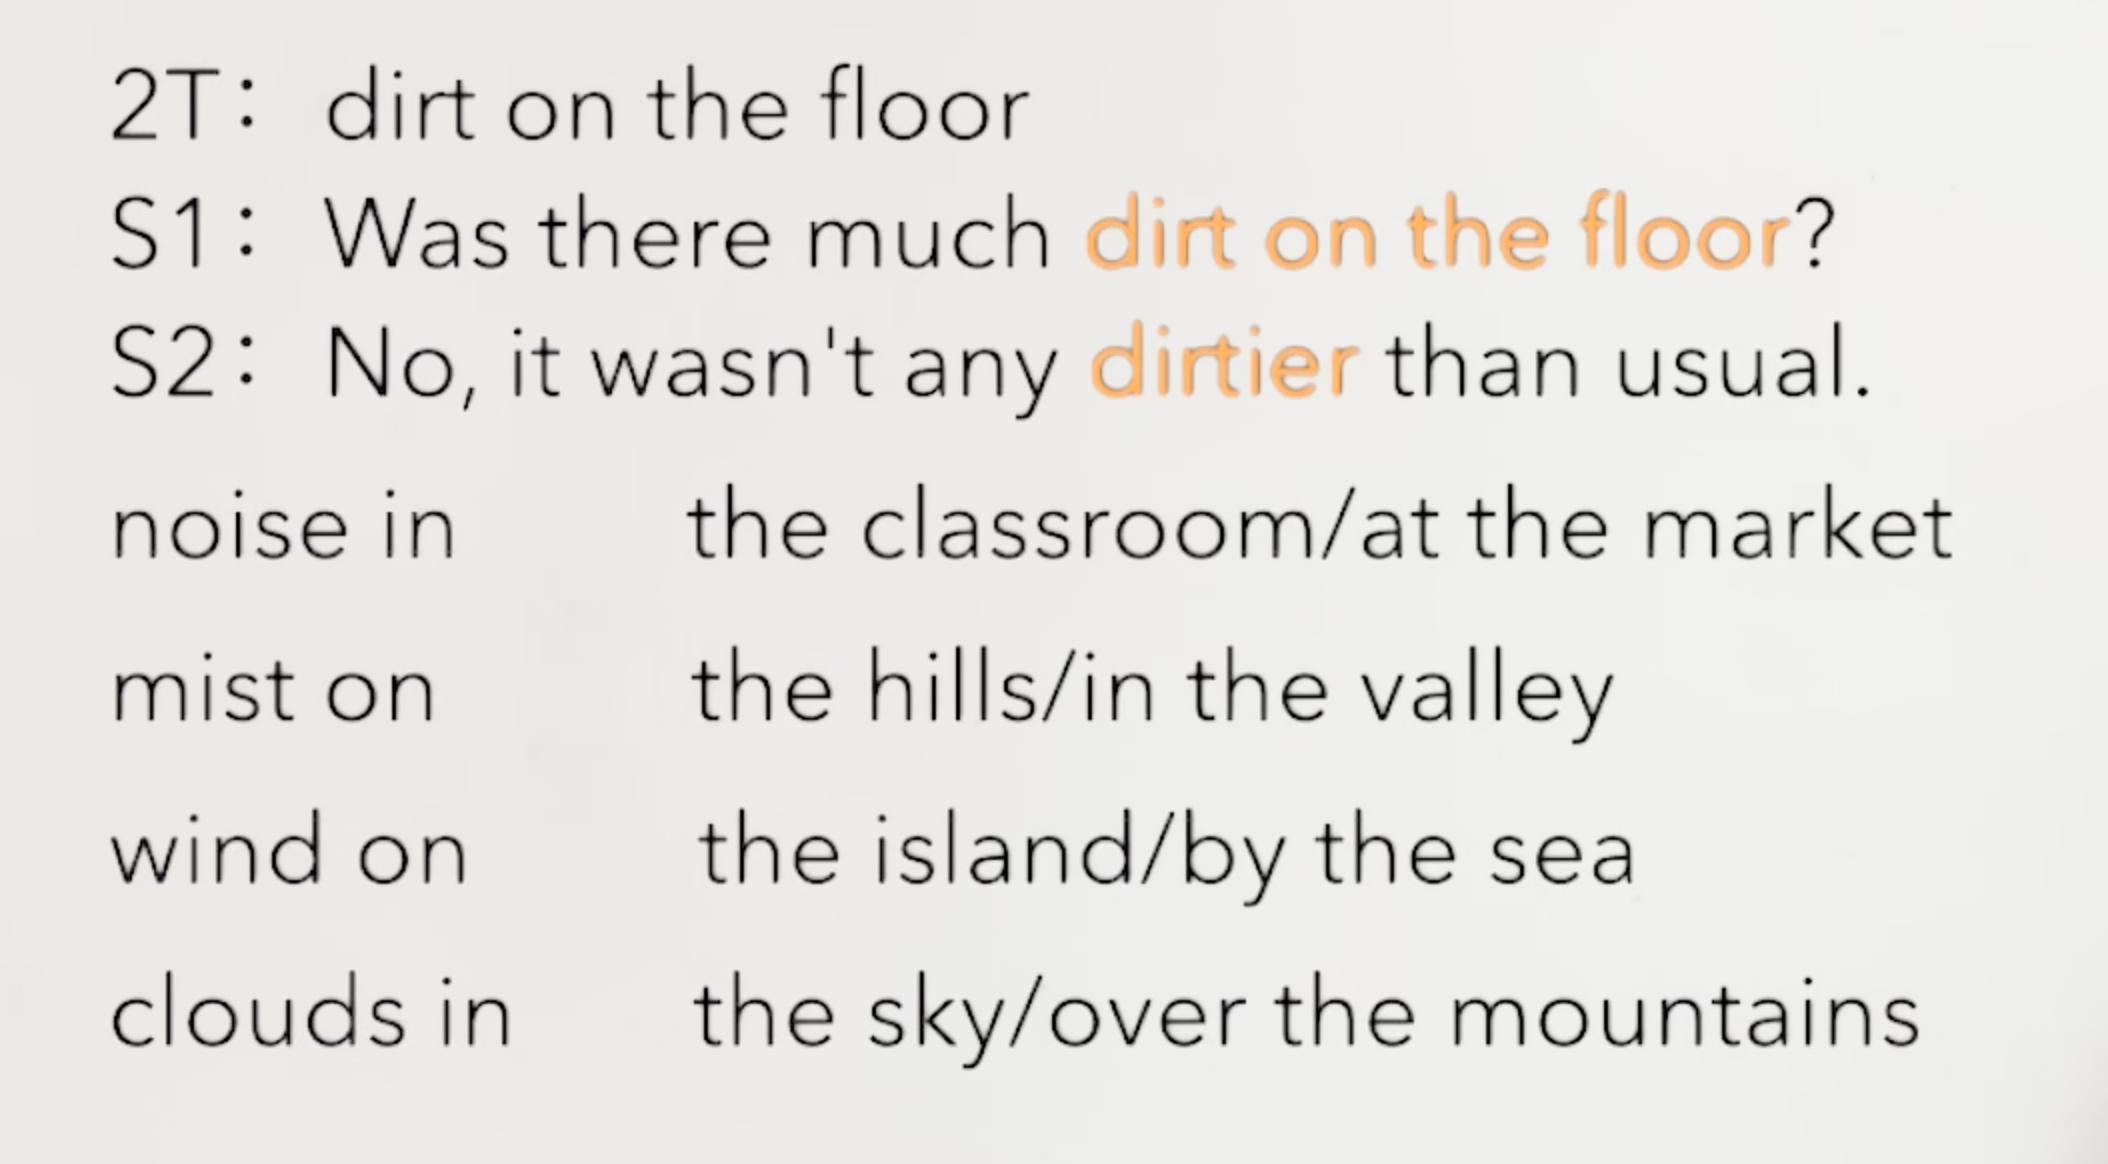 2T: dirt on the floor
S1: Was there much dirt on the floor?
S2: No, it wasn't any dirtier than usual.
noise in the classroom/at the market
mist on the hills/in the valley
wind on the island/by the sea
clouds in the sky/over the mountains